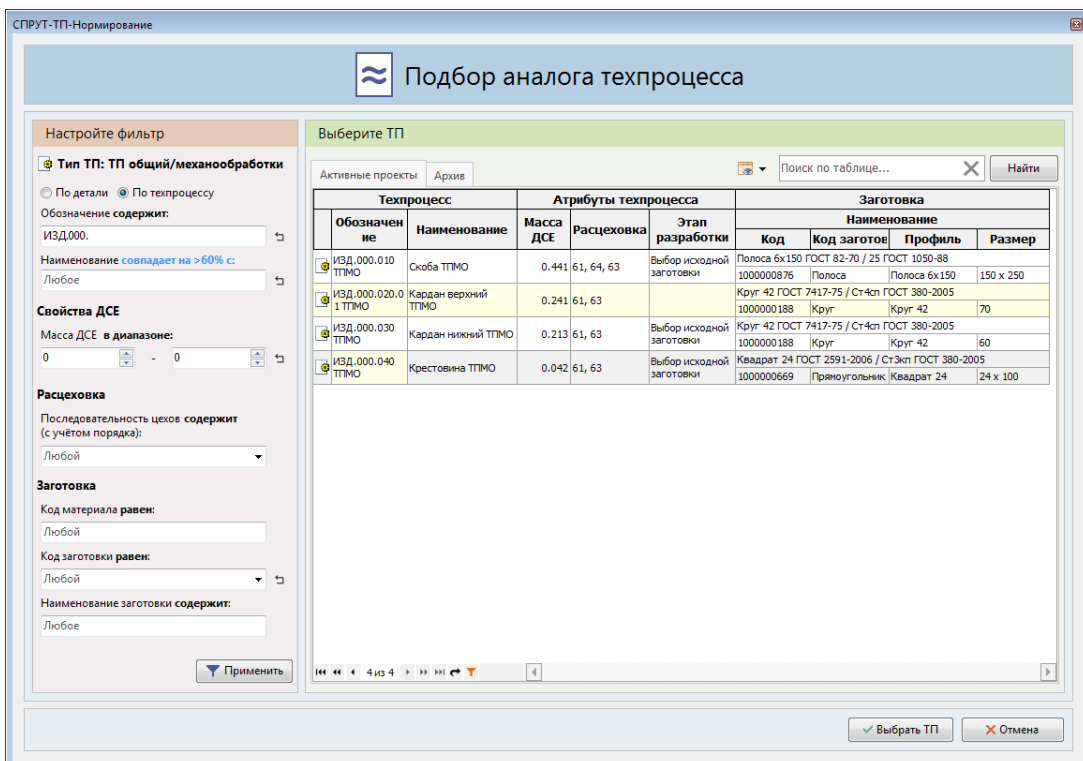 СПРУТ-ТП-Нормирование
Подбор аналога техпроцесса
Настройте фильтр
Тип ТП: ТП общий/механообработки
По детали По техпроцессу
Обозначение содержит:
ИЗД.000.
Наименование совпадает на >60% с:
Любое
Свойства ДСЕ
Масса ДСЕ в диапазоне:
0 - 0
Расцеховка
Последовательность цехов содержит
(с учётом порядка):
Любой
Заготовка
Код материала равен:
Любой
Код заготовки равен:
Любой
Наименование заготовки содержит:
Любое
Применить
Выберите ТП
Активные проекты Архив
Поиск по таблице... Найти
Техпроцесс Атрибуты техпроцесса Заготовка
Обозначен
ие Наименование Масса
ДСЕ Расцеховка Этап
разработки Наименование
Код Код заготов Профиль Размер
ИЗД.000.010
ТПМО Скоба ТПМО 0.441 61, 64, 63 Выбор исходной
заготовки Полоса 6х150 ГОСТ 82-70 / 25 ГОСТ 1050-88
1000000876 Полоса Полоса 6х150 150 x 250
ИЗД.000.020.0
1 ТПМО Кардан верхний
ТПМО 0.241 61, 63 Круг 42 ГОСТ 7417-75 / Ст4сп ГОСТ 380-2005
1000000188 Круг Круг 42 70
ИЗД.000.030
ТПМО Кардан нижний ТПМО 0.213 61, 63 Выбор исходной
заготовки Круг 42 ГОСТ 7417-75 / Ст4сп ГОСТ 380-2005
1000000188 Круг Круг 42 60
ИЗД.000.040
ТПМО Крестовина ТПМО 0.042 61, 63 Выбор исходной
заготовки Квадрат 24 ГОСТ 2591-2006 / Ст3кп ГОСТ 380-2005
1000000669 Прямоугольник Квадрат 24 24 x 100
4 из 4
Выбрать ТП Отмена